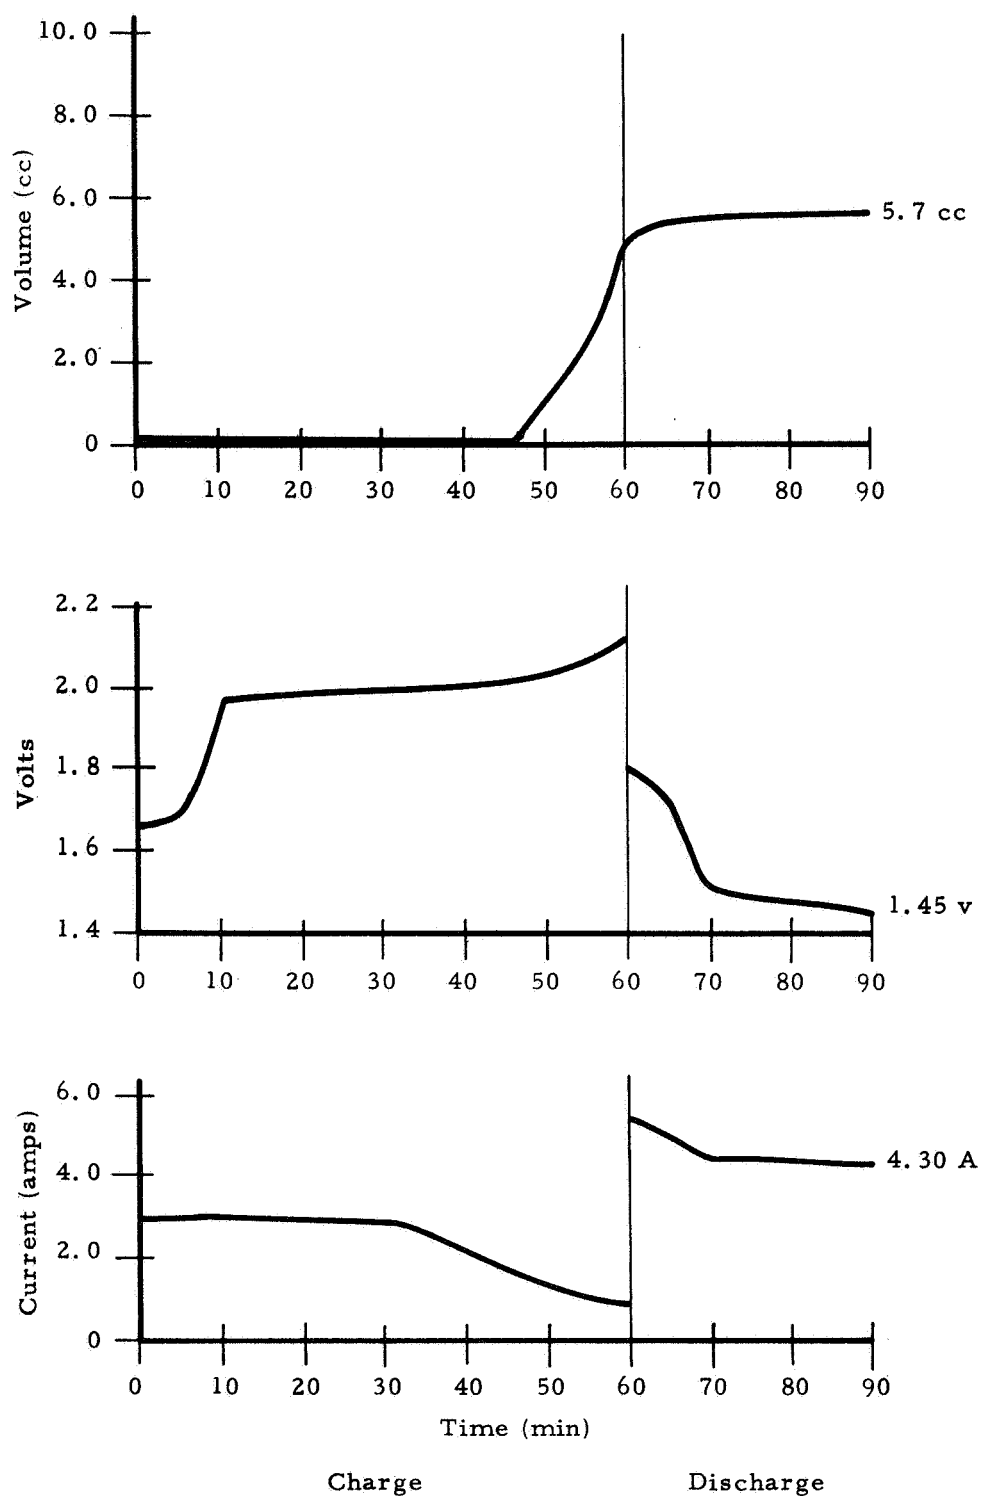 10.0
8.0
6.0
4.0
2.0
0
Volume (cc)
5.7 cc
0 10 20 30 40 50 60 70 80 90
2.2
2.0
1.8
1.6
1.4
Volts
1.45 v
0 10 20 30 40 50 60 70 80 90
6.0
4.0
2.0
0
Current (amps)
4.30 A
0 10 20 30 40 50 60 70 80 90
Time (min)
Charge Discharge